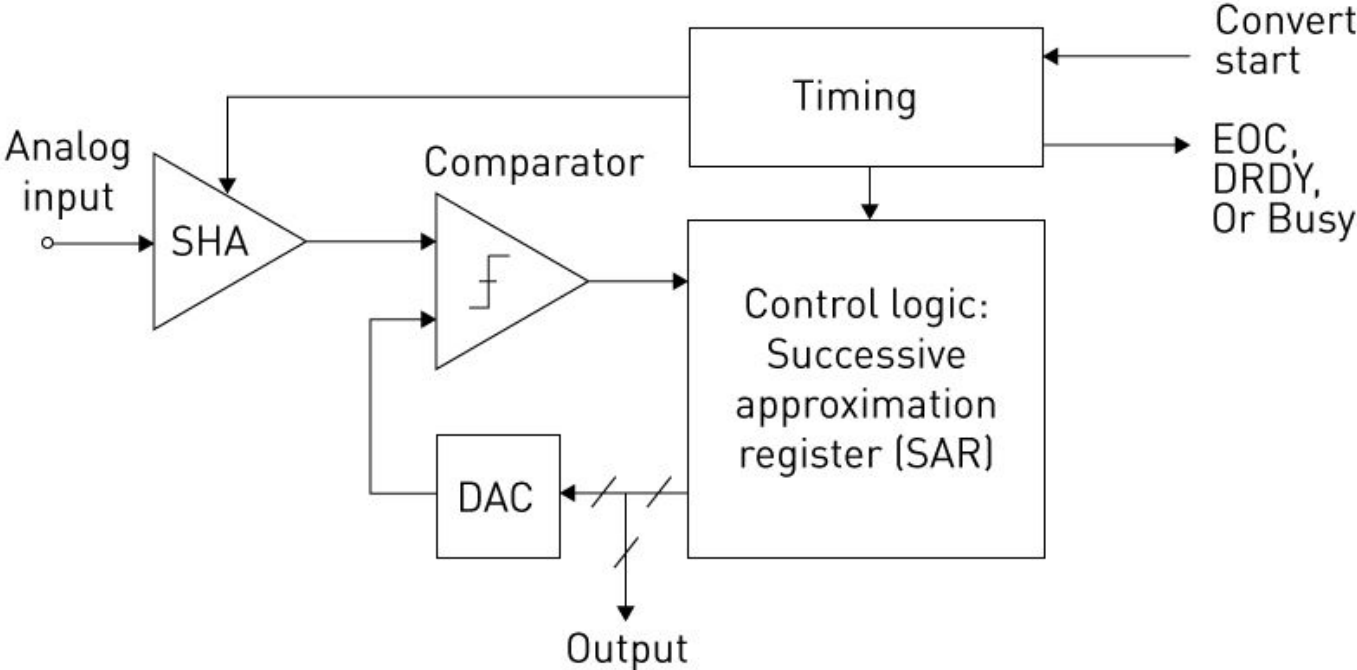 Convert
start
Timing
EOC,
DRDY,
Or Busy
Analog
input
Comparator
SHA
Control logic:
Successive
approximation
register (SAR)
DAC
Output